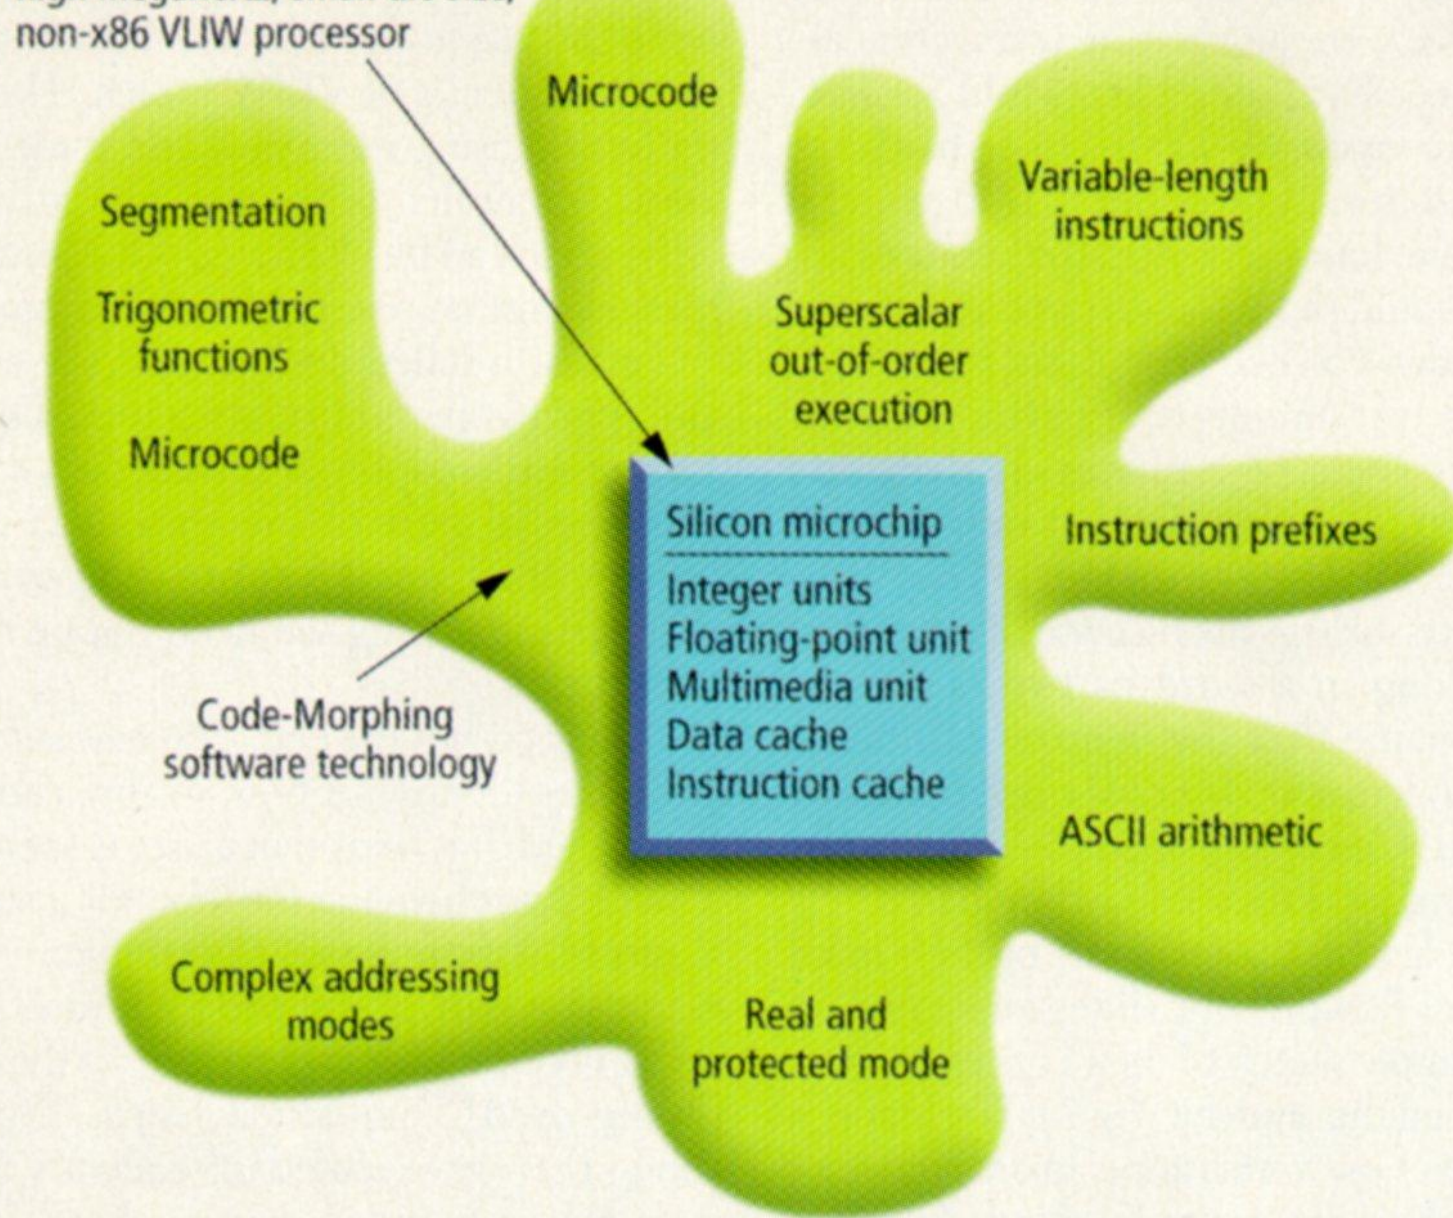 non-x86 VLIW processor
Microcode
Variable-length
instructions
Segmentation
Trigonometric
functions
Microcode
Superscalar
out-of-order
execution
Instruction prefixes
Silicon microchip
Integer units
Floating-point unit
Multimedia unit
Data cache
Instruction cache
Code-Morphing
software technology
ASCII arithmetic
Complex addressing
modes
Real and
protected mode